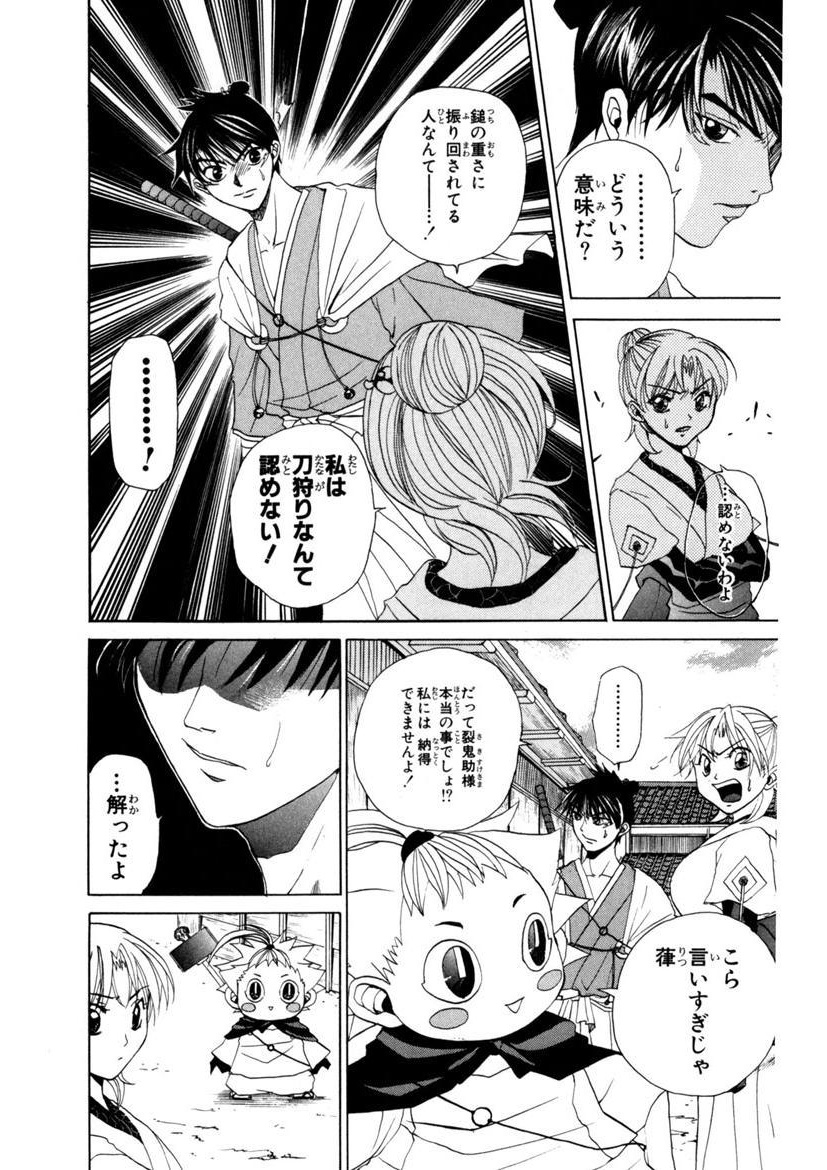 ………
どういう
意味だ？
…認めないわよ
鎚の重さに
振り回されてる
人なんて――…！
私は
刀狩りなんて
認めない！
………！
………
だって裂鬼助様
本当の事でしょ!?
私には 納得
できませんよ！
こら
言いすぎじゃ
葎
…解ったよ